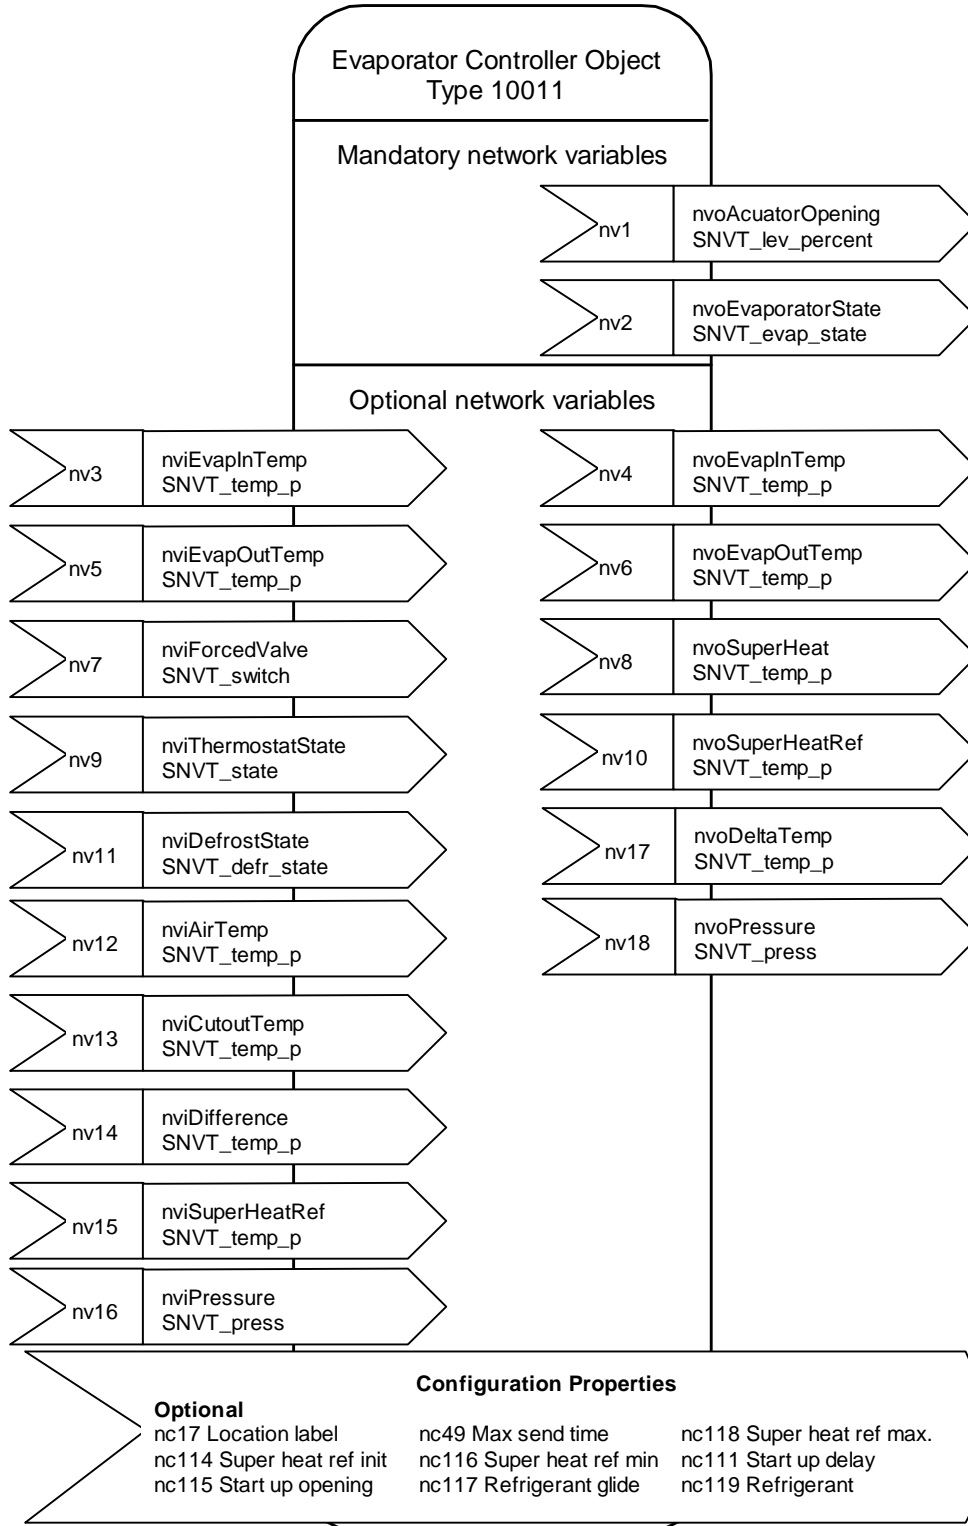 Evaporator Controller Object
Type 10011
Mandatory network variables
nv1
nvoAcuatorOpening
SNVT_lev_percent
nv2
nvoEvaporatorState
SNVT_evap_state
Optional network variables
nv3
nviEvapInTemp
SNVT_temp_p
nv4
nvoEvapInTemp
SNVT_temp_p
nv5
nviEvapOutTemp
SNVT_temp_p
nv6
nvoEvapOutTemp
SNVT_temp_p
nv7
nviForcedValve
SNVT_switch
nv8
nvoSuperHeat
SNVT_temp_p
nv9
nviThermostatState
SNVT_state
nv10
nvoSuperHeatRef
SNVT_temp_p
nv11
nviDefrostState
SNVT_defr_state
nv17
nvoDeltaTemp
SNVT_temp_p
nv12
nviAirTemp
SNVT_temp_p
nv18
nvoPressure
SNVT_press
nv13
nviCutoutTemp
SNVT_temp_p
nv14
nviDifference
SNVT_temp_p
nv15
nviSuperHeatRef
SNVT_temp_p
nv16
nviPressure
SNVT_press
Configuration Properties
Optional
nc17 Location label
nc114 Super heat ref init
nc115 Start up opening
nc49 Max send time
nc116 Super heat ref min
nc117 Refrigerant glide
nc118 Super heat ref max.
nc111 Start up delay
nc119 Refrigerant